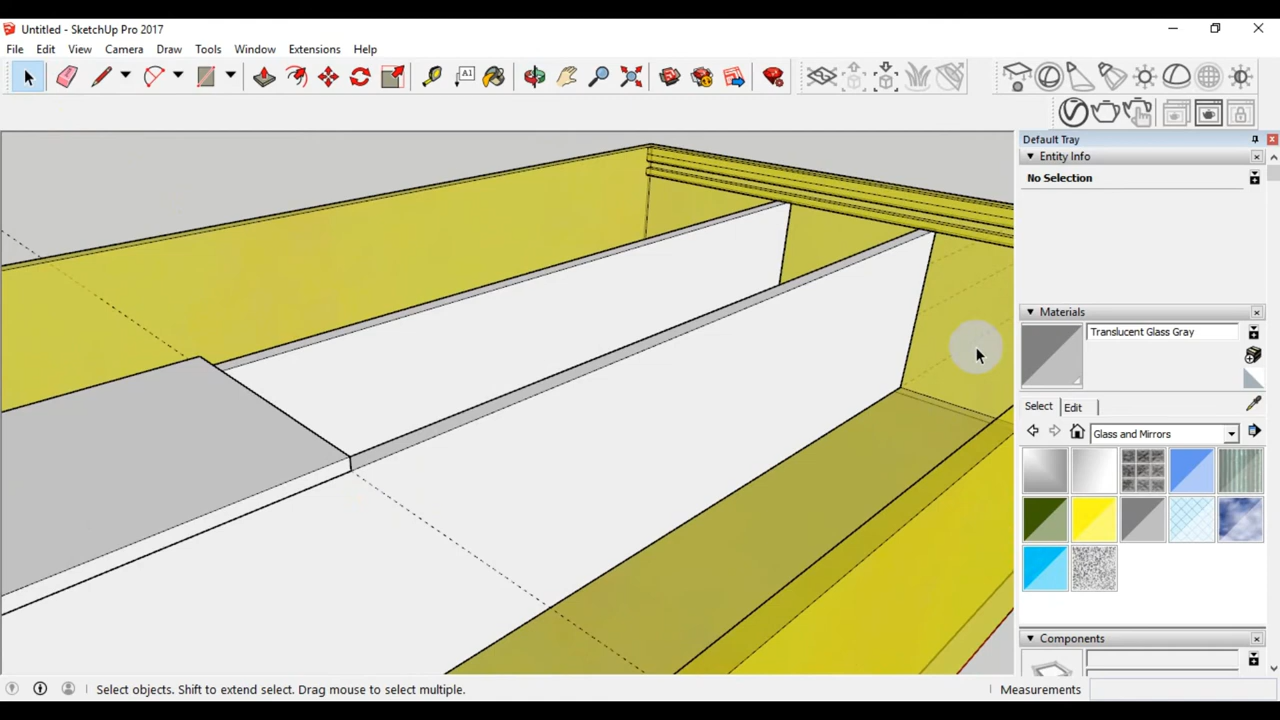 Untitled - SketchUp Pro 2017
File Edit View Camera Draw Tools Window Extensions Help
A1
Default Tray
Entity Info
No Selection
Materials
Translucent Glass Gray
Select Edit
Glass and Mirrors
Components
Select objects. Shift to extend select. Drag mouse to select multiple.
Measurements